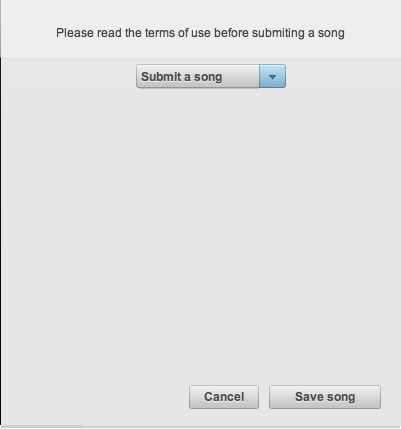 Please read the terms of use before submiting a song
Submit a song
Cancel
Save song